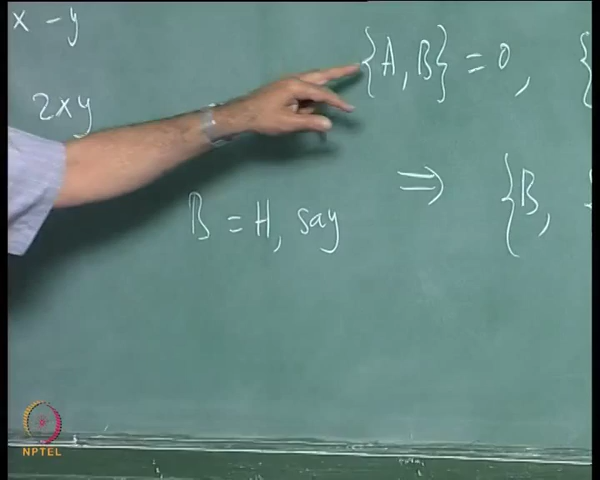 x - y
{A, B} = 0, {
2xy
⇒ {B, {
B = H, say
NPTEL